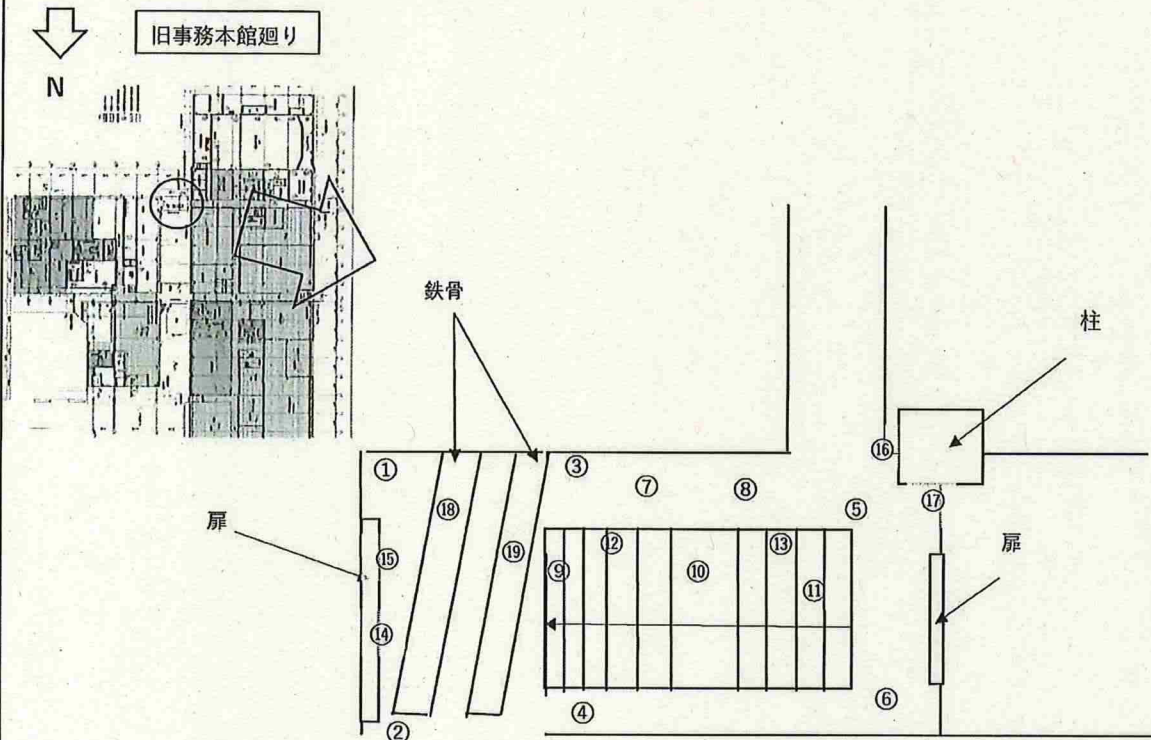 旧事務本館廻り
N
鉄骨
柱
⑯
① ③
⑦ ⑧
⑱
⑰
⑤
扉
⑲
扉
⑮
⑨ ⑫ ⑩ ⑬ ⑪
⑭
⑥
④
②